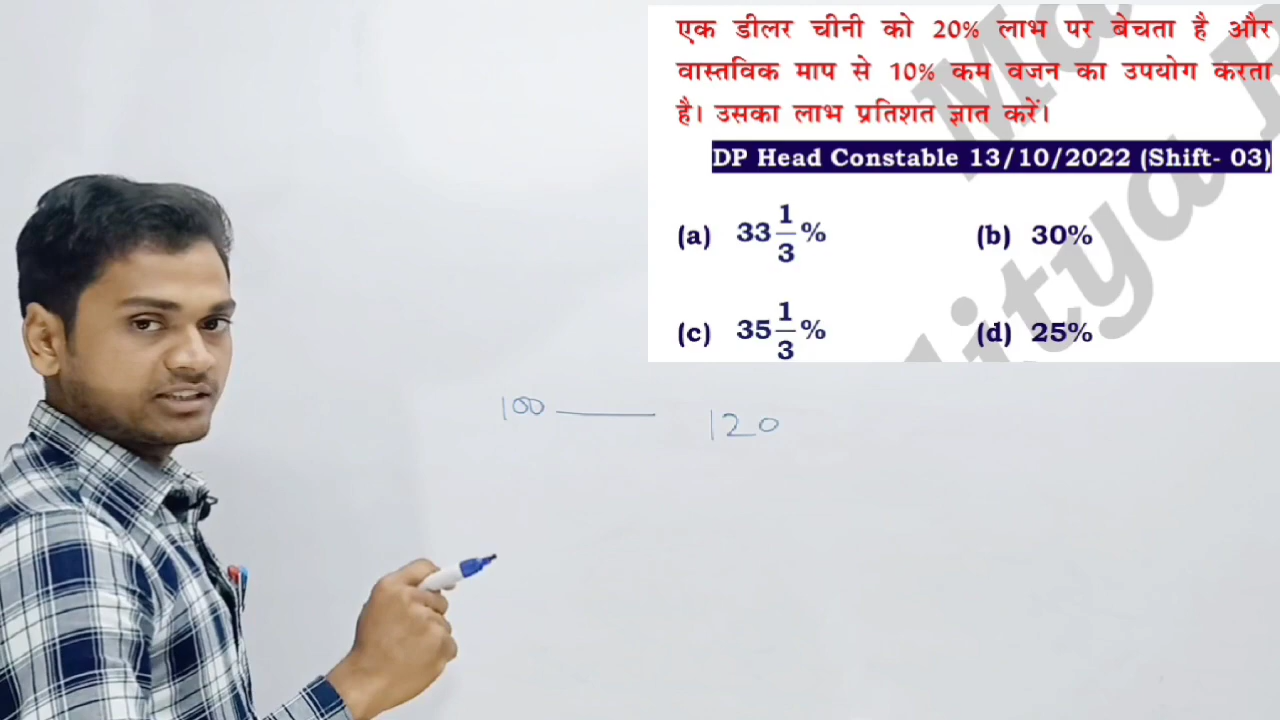 एक डीलर चीनी को 20% लाभ पर बेचता है और
वास्तविक माप से 10% कम वजन का उपयोग करता
है। उसका लाभ प्रतिशत ज्ञात करें।
DP Head Constable 13/10/2022 (Shift- 03)
(a) 33 1/3 % (b) 30%
(c) 35 1/3 % (d) 25%
100 —— 120